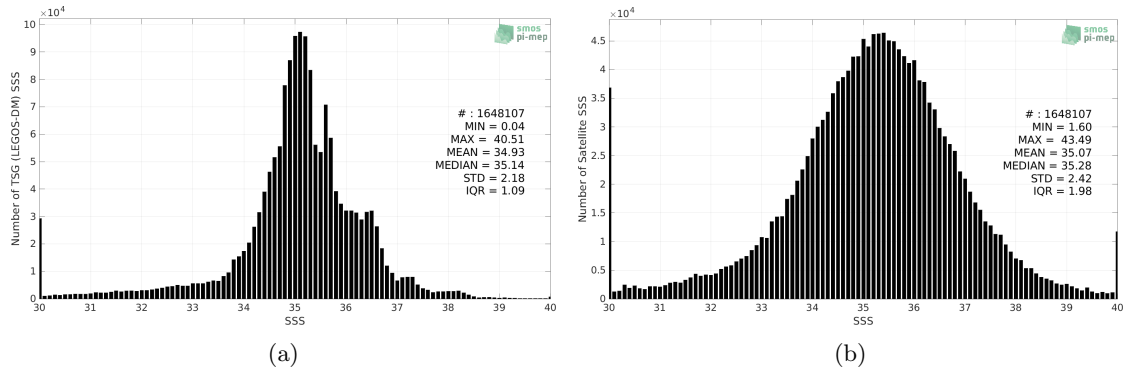 ×10⁴
10
9
8
7
6
5
4
3
2
1
0
Number of TSG (LEGOS-DM) SSS
30 31 32 33 34 35 36 37 38 39 40
SSS
smos
pi-mep
# : 1648107
MIN = 0.04
MAX = 40.51
MEAN = 34.93
MEDIAN = 35.14
STD = 2.18
IQR = 1.09
(a)
×10⁴
4.5
4
3.5
3
2.5
2
1.5
1
0.5
0
Number of Satellite SSS
30 31 32 33 34 35 36 37 38 39 40
SSS
smos
pi-mep
# : 1648107
MIN = 1.60
MAX = 43.49
MEAN = 35.07
MEDIAN = 35.28
STD = 2.42
IQR = 1.98
(b)